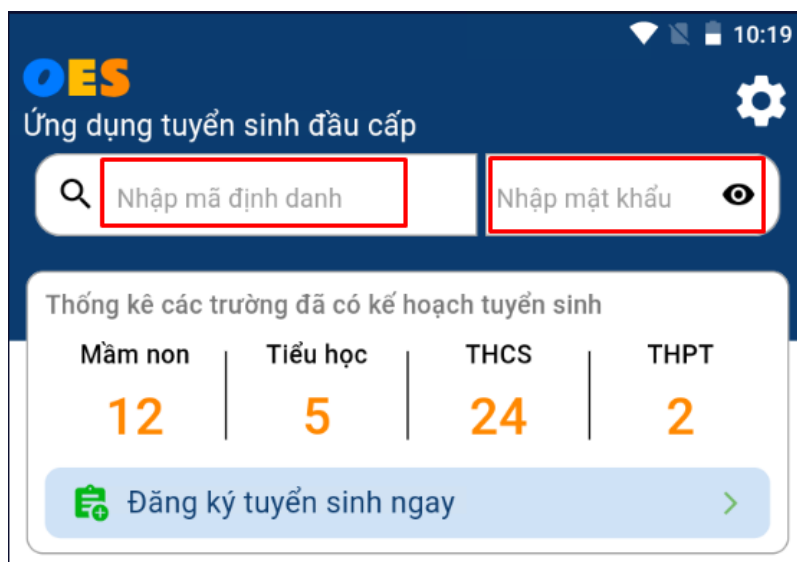 10:19
OES
Ứng dụng tuyển sinh đầu cấp
Nhập mã định danh Nhập mật khẩu
Thống kê các trường đã có kế hoạch tuyển sinh
Mầm non Tiểu học THCS THPT
12 5 24 2
Đăng ký tuyển sinh ngay